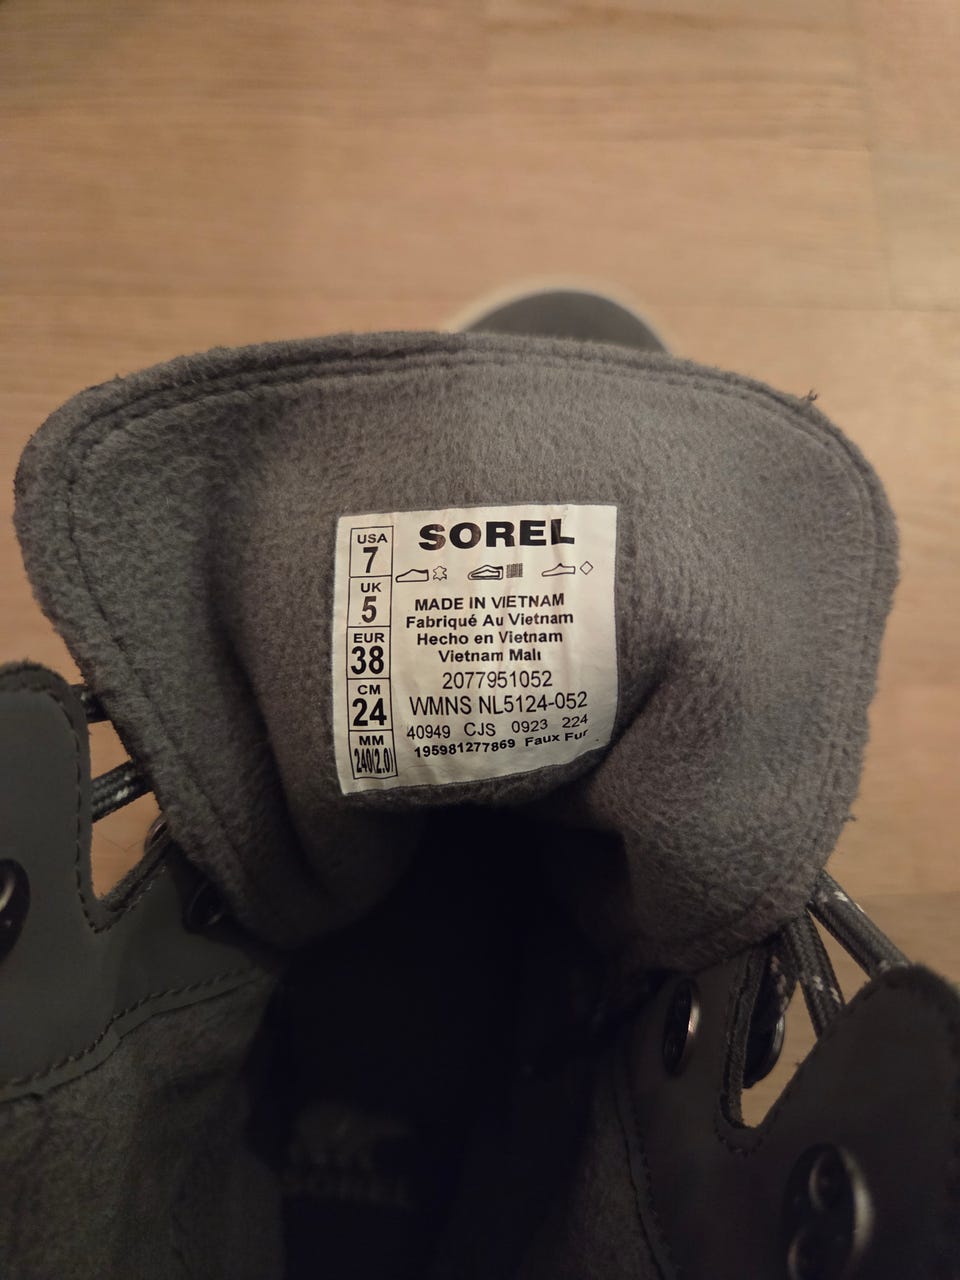 USA
7
UK
5
EUR
38
CM
24
MM
240(2.0)
SOREL
MADE IN VIETNAM
Fabriqué Au Vietnam
Hecho en Vietnam
Vietnam Malı
2077951052
WMNS NL5124-052
40949 CJS 0923 224
195981277869 Faux Fur
SOREL